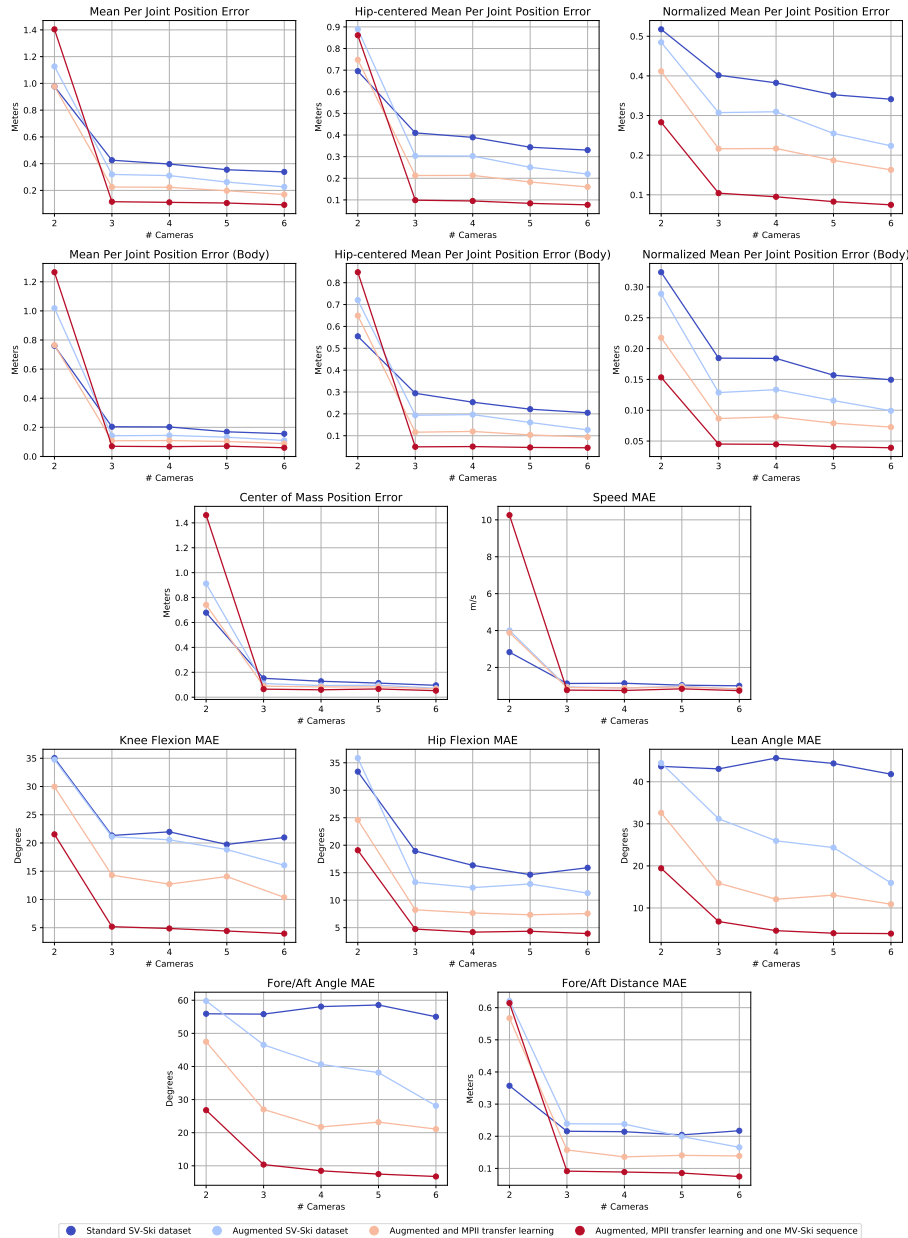 Mean Per Joint Position Error
Hip-centered Mean Per Joint Position Error
Normalized Mean Per Joint Position Error
1.4
1.2
1.0
0.8
0.6
0.4
0.2
Meters
2 3 4 5 6
# Cameras
0.9
0.8
0.7
0.6
0.5
0.4
0.3
0.2
0.1
Meters
2 3 4 5 6
# Cameras
0.5
0.4
0.3
0.2
0.1
Meters
2 3 4 5 6
# Cameras
Mean Per Joint Position Error (Body)
Hip-centered Mean Per Joint Position Error (Body)
Normalized Mean Per Joint Position Error (Body)
1.2
1.0
0.8
0.6
0.4
0.2
0.0
Meters
2 3 4 5 6
# Cameras
0.8
0.7
0.6
0.5
0.4
0.3
0.2
0.1
Meters
2 3 4 5 6
# Cameras
0.30
0.25
0.20
0.15
0.10
0.05
Meters
2 3 4 5 6
# Cameras
Center of Mass Position Error
Speed MAE
1.4
1.2
1.0
0.8
0.6
0.4
0.2
0.0
Meters
2 3 4 5 6
# Cameras
10
8
6
4
2
m/s
2 3 4 5 6
# Cameras
Knee Flexion MAE
Hip Flexion MAE
Lean Angle MAE
35
30
25
20
15
10
5
Degrees
2 3 4 5 6
# Cameras
35
30
25
20
15
10
5
Degrees
2 3 4 5 6
# Cameras
40
30
20
10
Degrees
2 3 4 5 6
# Cameras
Fore/Aft Angle MAE
Fore/Aft Distance MAE
60
50
40
30
20
10
Degrees
2 3 4 5 6
# Cameras
0.6
0.5
0.4
0.3
0.2
0.1
Meters
2 3 4 5 6
# Cameras
Standard SV-Ski dataset
Augmented SV-Ski dataset
Augmented and MPII transfer learning
Augmented, MPII transfer learning and one MV-Ski sequence